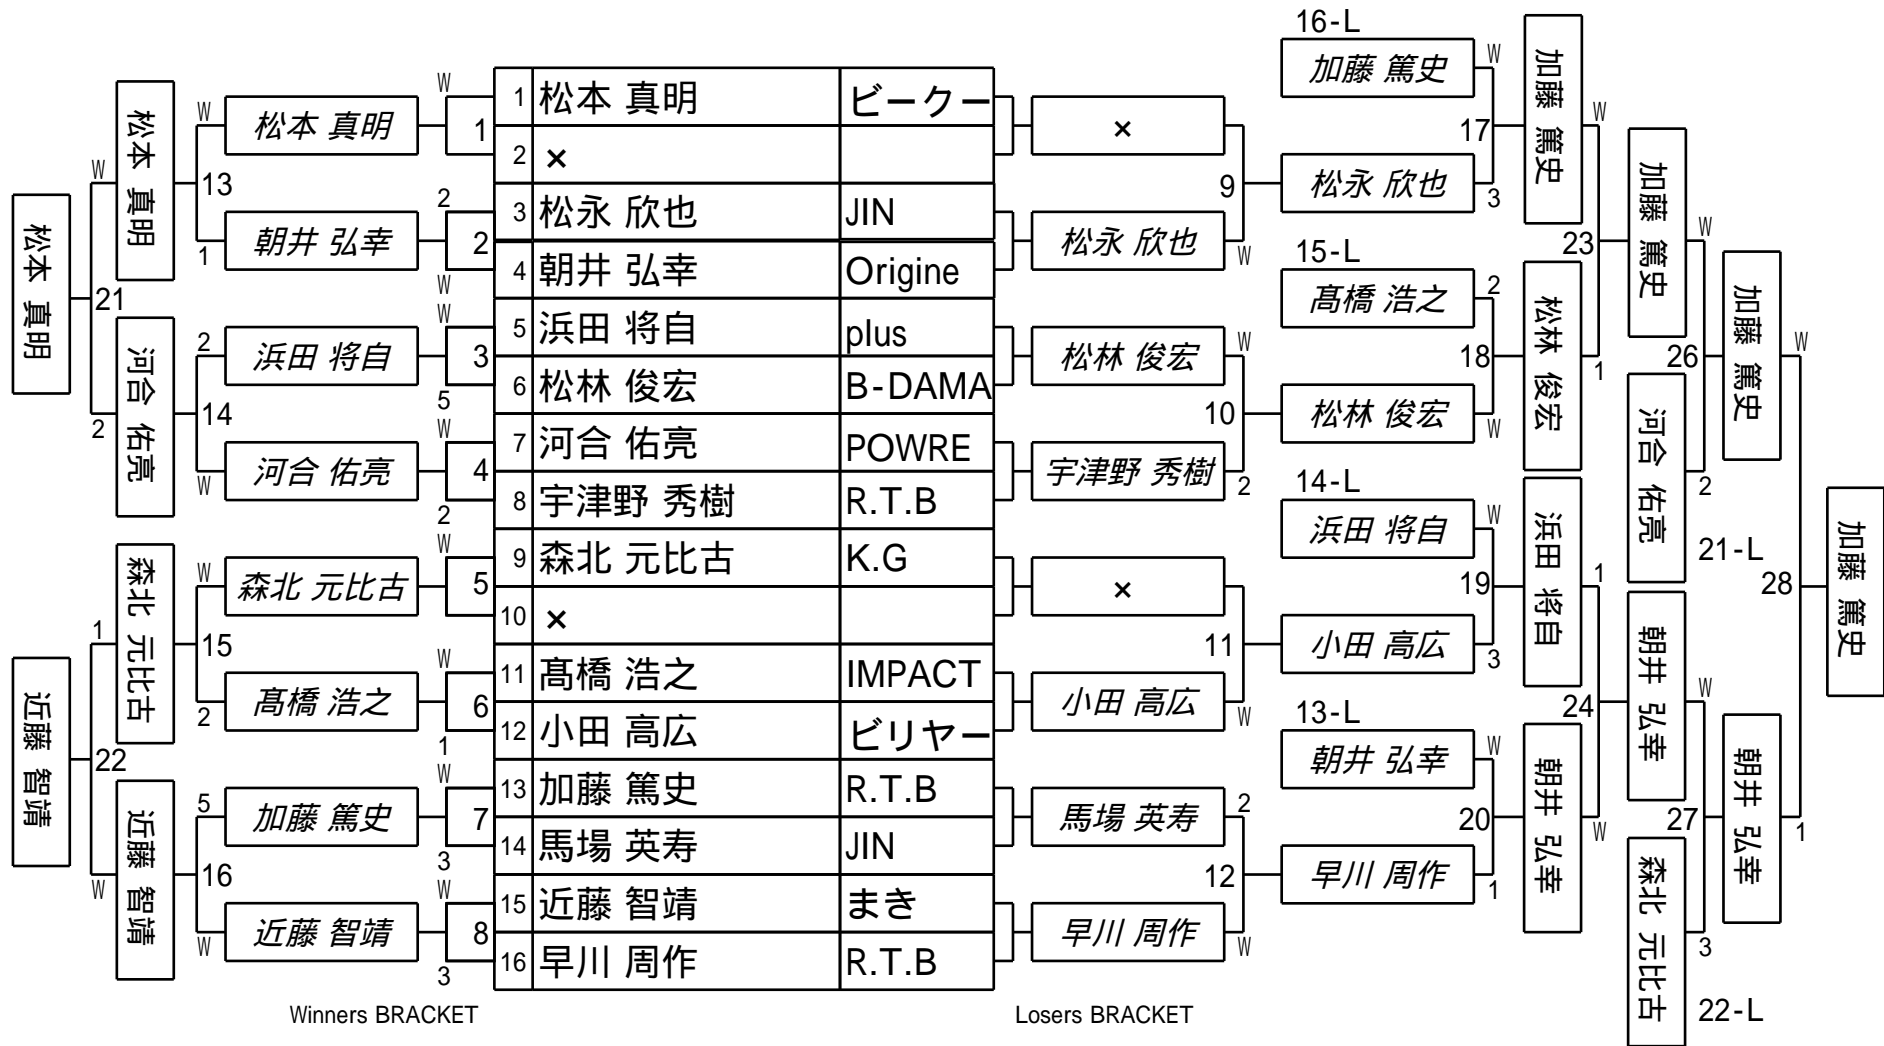 松本 真明
近藤 智靖
W
21
2
1
22
W
松本 真明
河合 佑亮
森北 元比古
近藤 智靖
W
13
1
2
14
W
W
15
2
5
16
W
松本 真明
朝井 弘幸
浜田 将自
河合 佑亮
森北 元比古
髙橋 浩之
加藤 篤史
近藤 智靖
W
1
2
2
W
W
3
5
W
4
2
W
5
W
6
1
W
7
3
W
8
3
1 松本 真明 ビークー
2 ×
3 松永 欣也 JIN
4 朝井 弘幸 Origine
5 浜田 将自 plus
6 松林 俊宏 B-DAMA
7 河合 佑亮 POWRE
8 宇津野 秀樹 R.T.B
9 森北 元比古 K.G
10 ×
11 髙橋 浩之 IMPACT
12 小田 高広 ビリヤー
13 加藤 篤史 R.T.B
14 馬場 英寿 JIN
15 近藤 智靖 まき
16 早川 周作 R.T.B
×
9
松永 欣也
W
松林 俊宏
W
10
宇津野 秀樹
2
×
11
小田 高広
W
馬場 英寿
2
12
早川 周作
W
16-L
加藤 篤史
W
17
松永 欣也
3
15-L
髙橋 浩之
2
18
松林 俊宏
W
14-L
浜田 将自
W
19
小田 高広
3
13-L
朝井 弘幸
W
20
早川 周作
1
加藤 篤史
W
23
松林 俊宏
1
浜田 将自
1
24
朝井 弘幸
W
加藤 篤史
W
26
河合 佑亮
2
21-L
朝井 弘幸
W
27
森北 元比古
3
22-L
加藤 篤史
W
28
朝井 弘幸
1
加藤 篤史
Winners BRACKET
Losers BRACKET